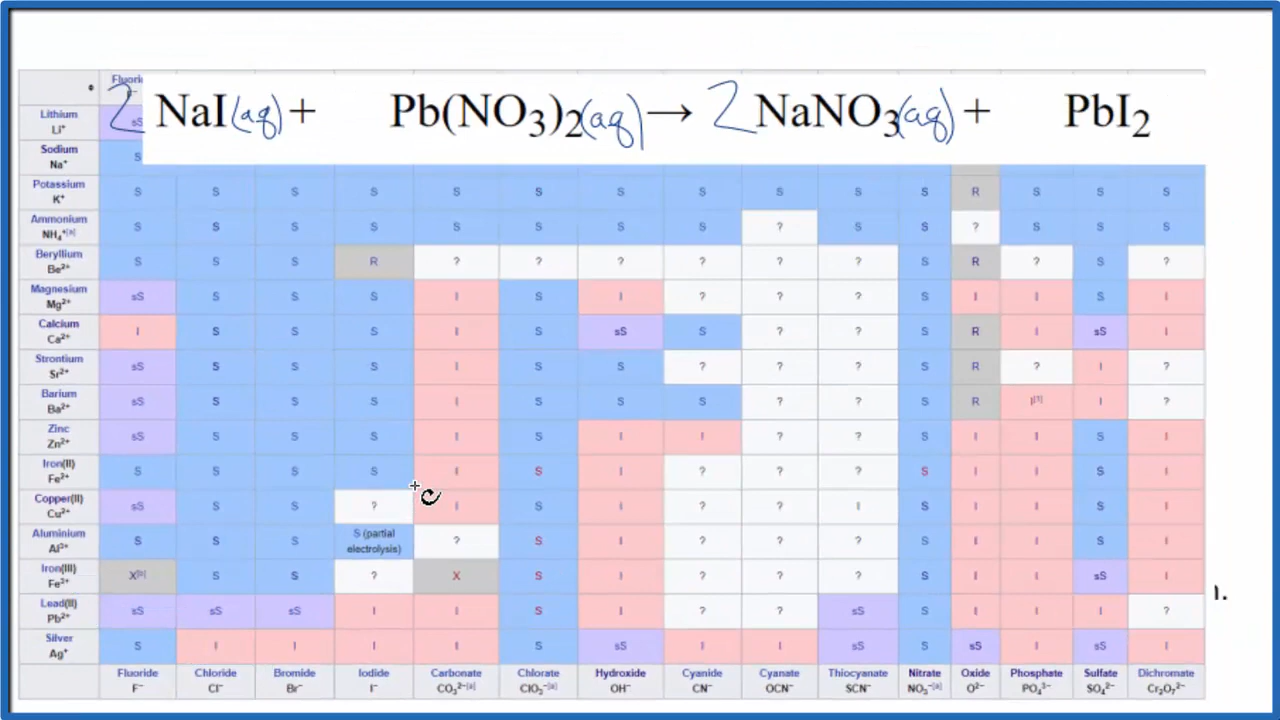 Fluori
2 NaI(aq) + Pb(NO₃)₂(aq) → 2 NaNO₃(aq) + PbI₂
Lithium Li⁺ sS
Sodium Na⁺ S
Potassium K⁺ S S S S S S S S S S S R S S S
Ammonium NH₄⁺[a] S S S S S S S S ? S S ? S S S
Beryllium Be²⁺ S S S R ? ? ? ? ? ? S R ? S ?
Magnesium Mg²⁺ sS S S S I S I ? ? ? S I I S I
Calcium Ca²⁺ I S S S I S sS S ? ? S R I sS I
Strontium Sr²⁺ sS S S S I S S ? ? ? S R ? I ?
Barium Ba²⁺ sS S S S I S S S ? ? S R I[1] I ?
Zinc Zn²⁺ sS S S S I S I I ? ? S I I S I
Iron(II) Fe²⁺ S S S S I S I ? ? ? S I I S I
Copper(II) Cu²⁺ sS S S ? I S I ? ? I S I I S I
Aluminium Al³⁺ S S S S (partial electrolysis) ? S I ? ? ? S I I S I
Iron(III) Fe³⁺ X[b] S S ? X S I ? ? ? S I I sS I
Lead(II) Pb²⁺ sS sS sS I I S I ? ? sS S I I I ?
n.
Silver Ag⁺ S I I I I S sS I I sS S sS I sS I
Fluoride Chloride Bromide Iodide Carbonate Chlorate Hydroxide Cyanide Cyanate Thiocyanate Nitrate Oxide Phosphate Sulfate Dichromate
F⁻ Cl⁻ Br⁻ I⁻ CO₃²⁻[a] ClO₃⁻[a] OH⁻ CN⁻ OCN⁻ SCN⁻ NO₃⁻[a] O²⁻ PO₄³⁻ SO₄²⁻ Cr₂O₇²⁻